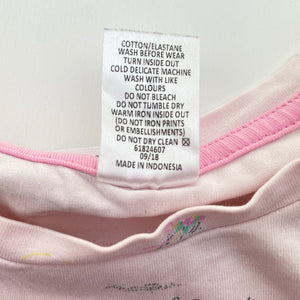 COTTON/ELASTANE
WASH BEFORE WEAR
TURN INSIDE OUT
COLD DELICATE MACHINE
WASH WITH LIKE
COLOURS
DO NOT BLEACH
DO NOT TUMBLE DRY
WARM IRON INSIDE OUT
(DO NOT IRON PRINTS
OR EMBELLISHMENTS)
DO NOT DRY CLEAN
61824607
09/18
MADE IN INDONESIA